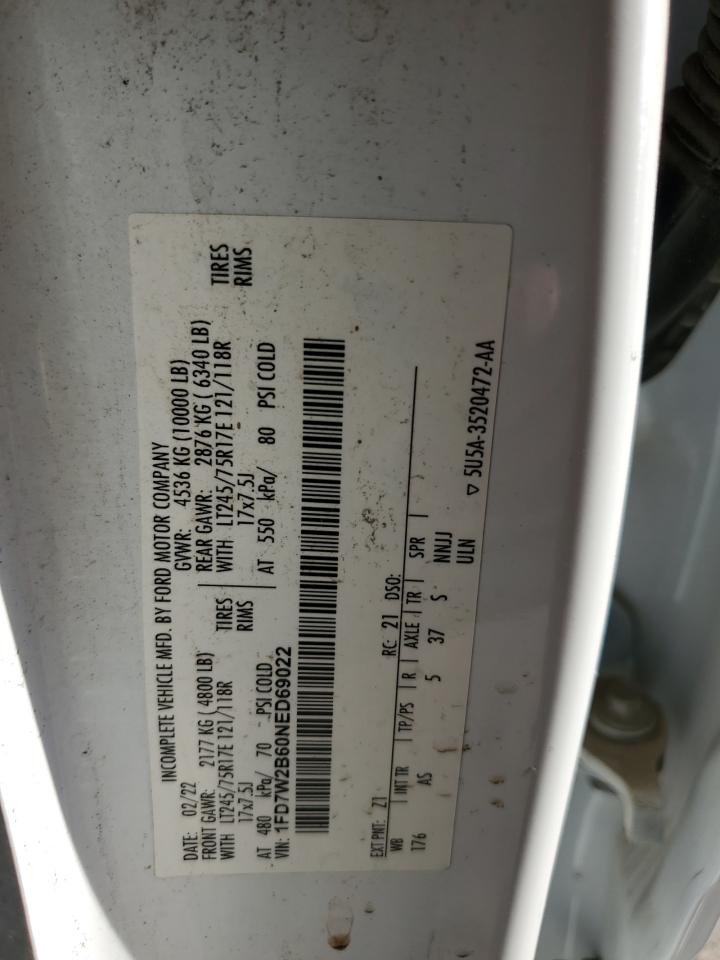 INCOMPLETE VEHICLE MFD. BY FORD MOTOR COMPANY
DATE: 02/22 GVWR: 4536 KG (10000 LB)
FRONT GAWR: 2177 KG ( 4800 LB) REAR GAWR: 2876 KG ( 6340 LB)
WITH LT245/75R17E 121/118R TIRES WITH LT245/75R17E 121/118R TIRES
17x7.5J RIMS 17x7.5J RIMS
AT 480 kPa/ 70 PSI COLD AT 550 kPa/ 80 PSI COLD
VIN: 1FD7W2B60NED69022
EXT PNT: Z1 RC: 21 DSO:
WB INT TR TP/PS R AXLE TR SPR
176 AS 5 37 S NNJJ
ULN
▽ 5U5A-3520472-AA